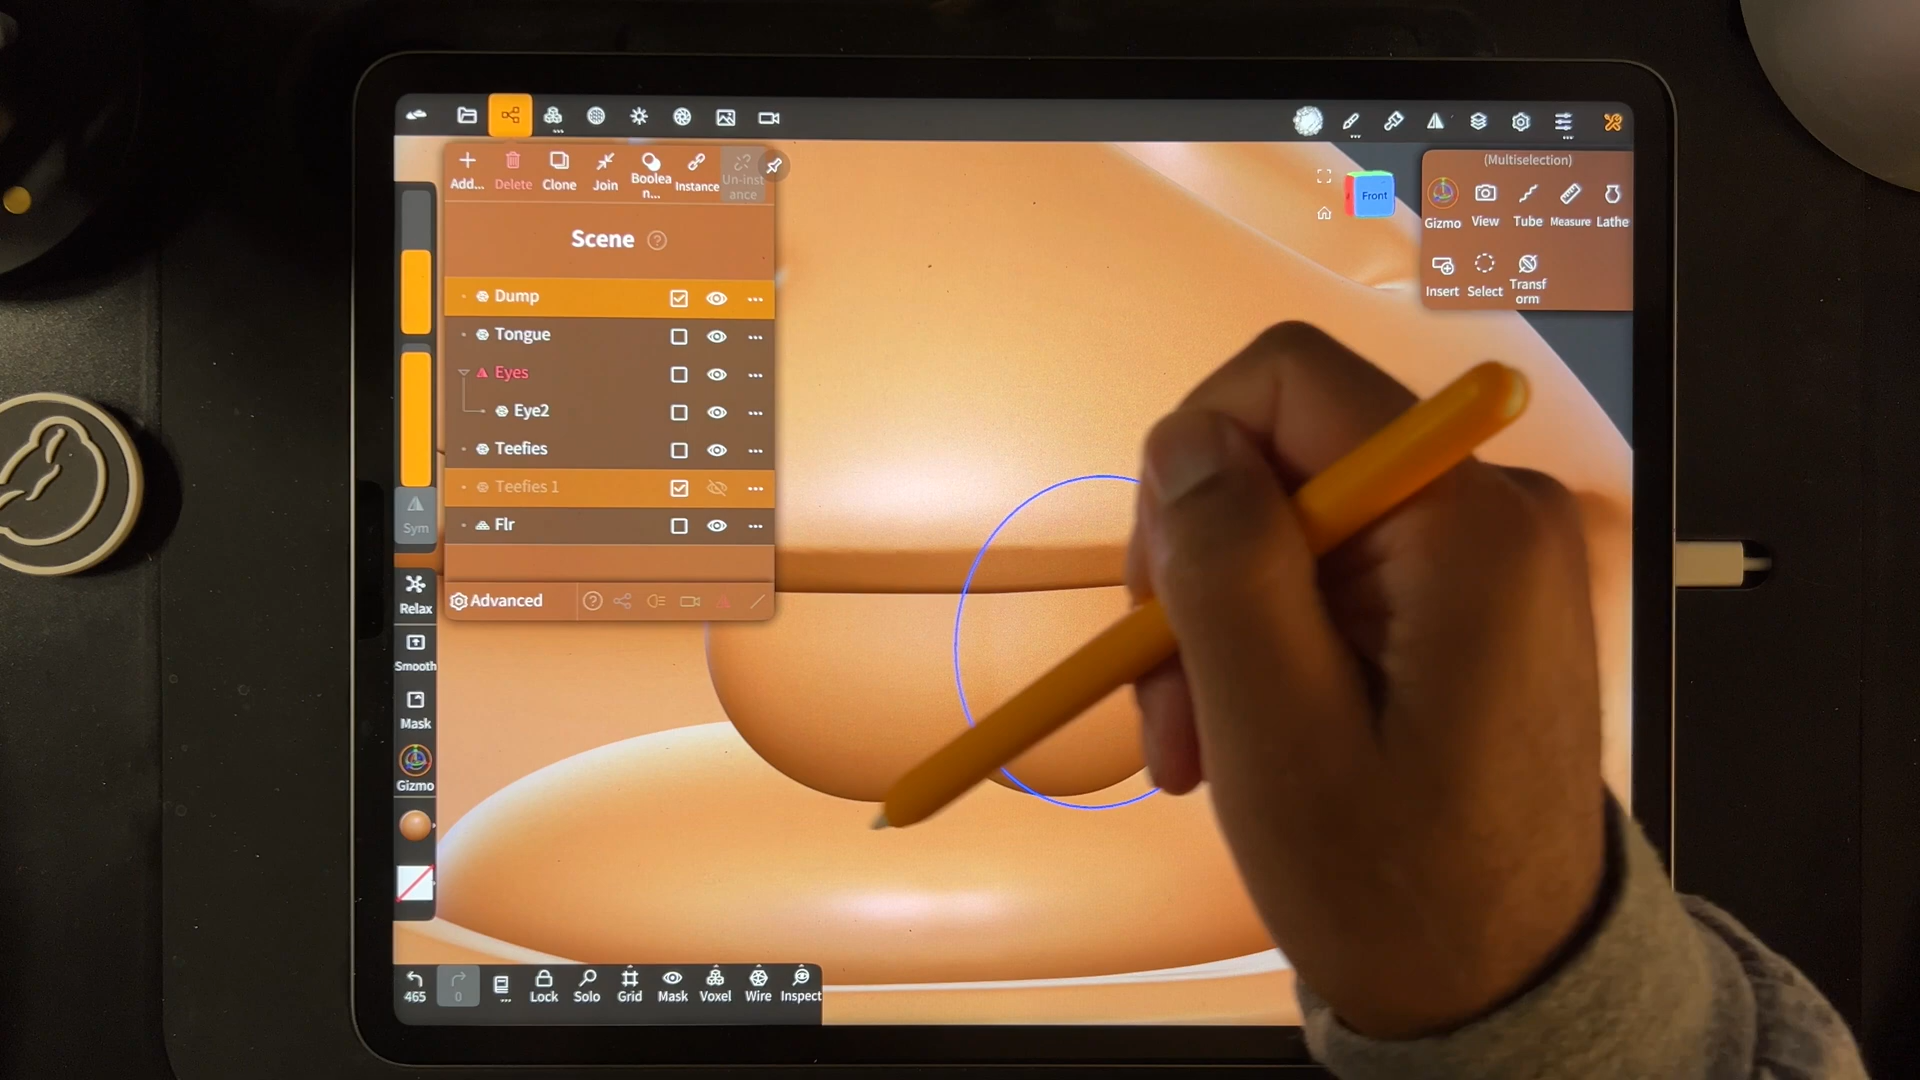 (Multiselection)
Add... Delete Clone Join Boolea
n... Instance Un-inst
ance
Front
Gizmo View Tube Measure Lathe
Scene ?
Insert Select Transf
orm
Dump
Tongue
Eyes
Eye2
Teefies
Teefies 1
Sym
Flr
Relax
Advanced ?
Smooth
Mask
Gizmo
465 0 Lock Solo Grid Mask Voxel Wire Inspect